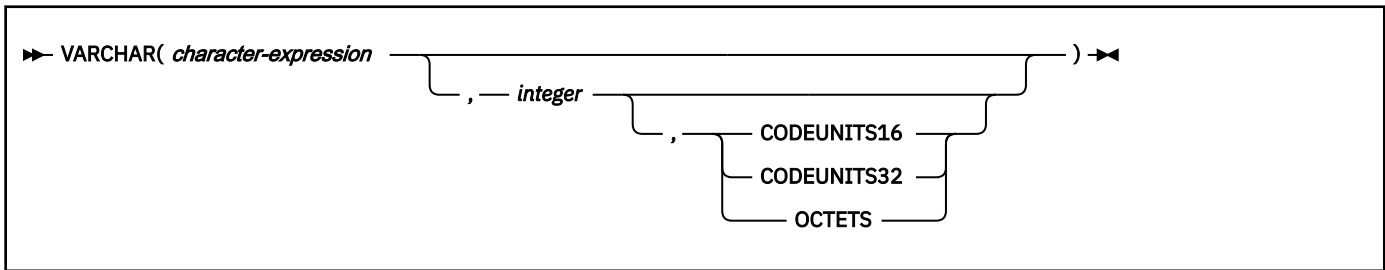 VARCHAR( character-expression )
, integer
, CODEUNITS16
CODEUNITS32
OCTETS